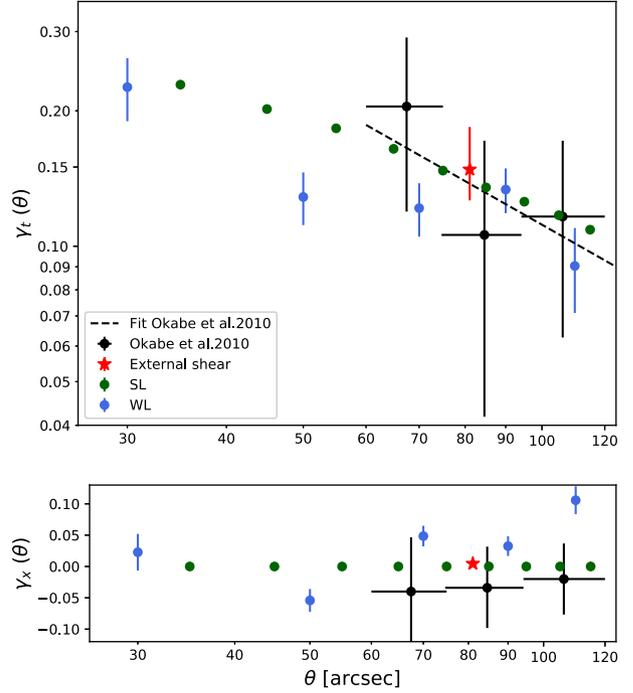 0.30
0.20
0.15
0.10
0.09
0.08
0.07
0.06
0.05
0.04
γt (θ)
Fit Okabe et al.2010
Okabe et al.2010
External shear
SL
WL
30 40 50 60 70 80 90 100 120
0.10
0.05
0.00
−0.05
−0.10
γx (θ)
30 40 50 60 70 80 90 100 120
θ [arcsec]